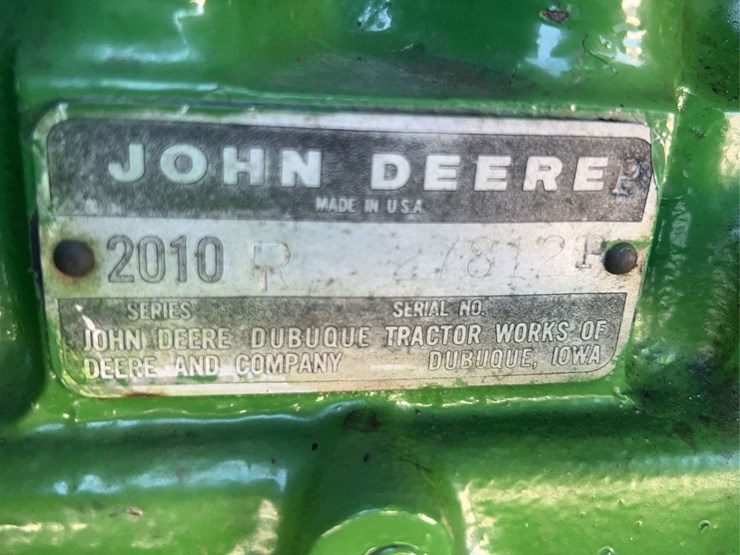 JOHN DEERE P
MADE IN U.S.A.
2010 R 27812 P
SERIES SERIAL NO.
JOHN DEERE DUBUQUE TRACTOR WORKS OF
DEERE AND COMPANY DUBUQUE, IOWA